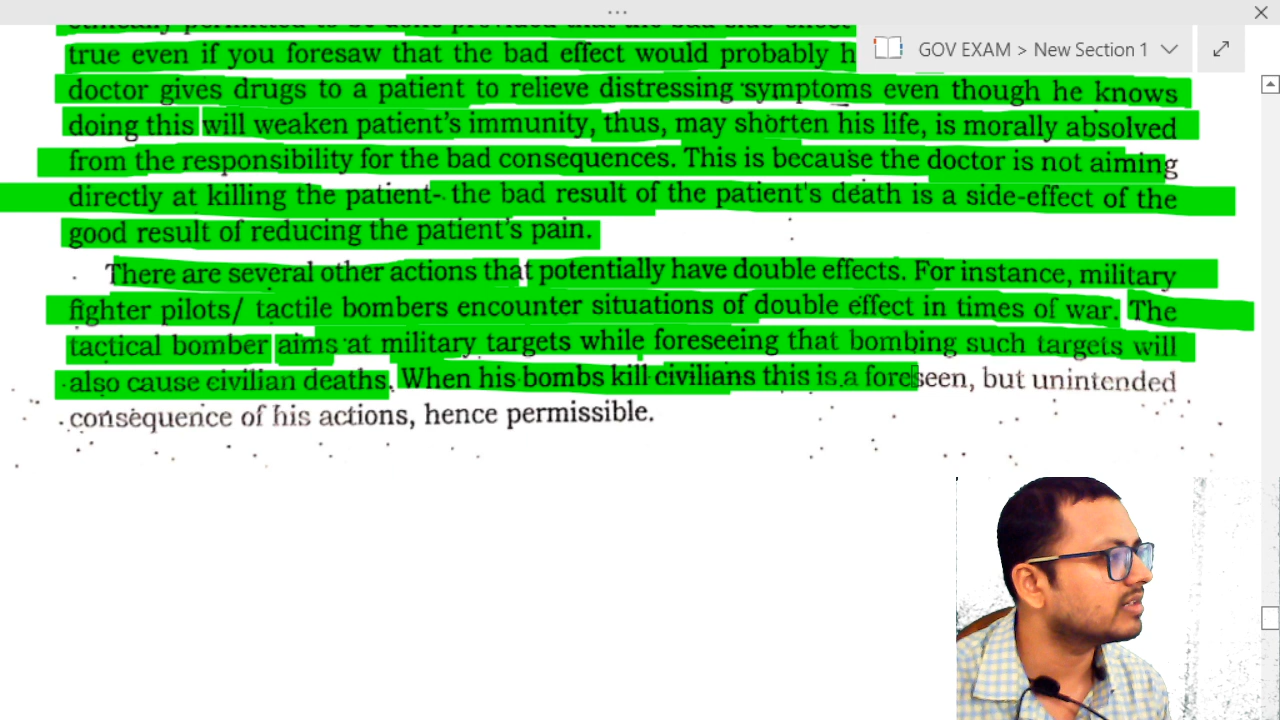 GOV EXAM > New Section 1
true even if you foresaw that the bad effect would probably h
doctor gives drugs to a patient to relieve distressing symptoms even though he knows
doing this will weaken patient's immunity, thus, may shorten his life, is morally absolved
from the responsibility for the bad consequences. This is because the doctor is not aiming
directly at killing the patient- the bad result of the patient's death is a side-effect of the
good result of reducing the patient's pain.
There are several other actions that potentially have double effects. For instance, military
fighter pilots/ tactile bombers encounter situations of double effect in times of war. The
tactical bomber aims at military targets while foreseeing that bombing such targets will
also cause civilian deaths. When his bombs kill civilians this is a foreseen, but unintended
consequence of his actions, hence permissible.